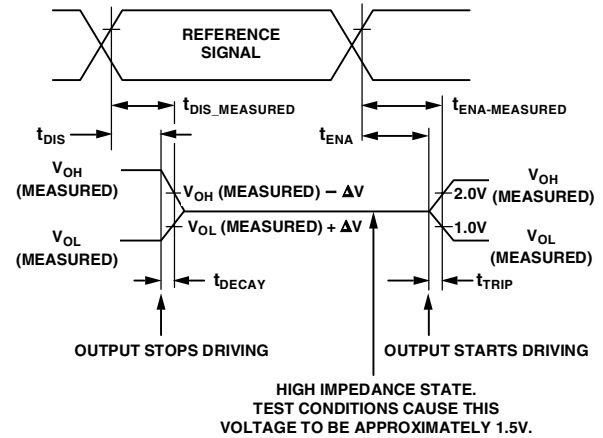 REFERENCE
SIGNAL
tDIS_MEASURED
tENA-MEASURED
tDIS
tENA
VOH
(MEASURED)
VOH (MEASURED) – ΔV
2.0V
VOH
(MEASURED)
VOL
(MEASURED)
VOL (MEASURED) + ΔV
1.0V
VOL
(MEASURED)
tDECAY
tTRIP
OUTPUT STOPS DRIVING
OUTPUT STARTS DRIVING
HIGH IMPEDANCE STATE.
TEST CONDITIONS CAUSE THIS
VOLTAGE TO BE APPROXIMATELY 1.5V.